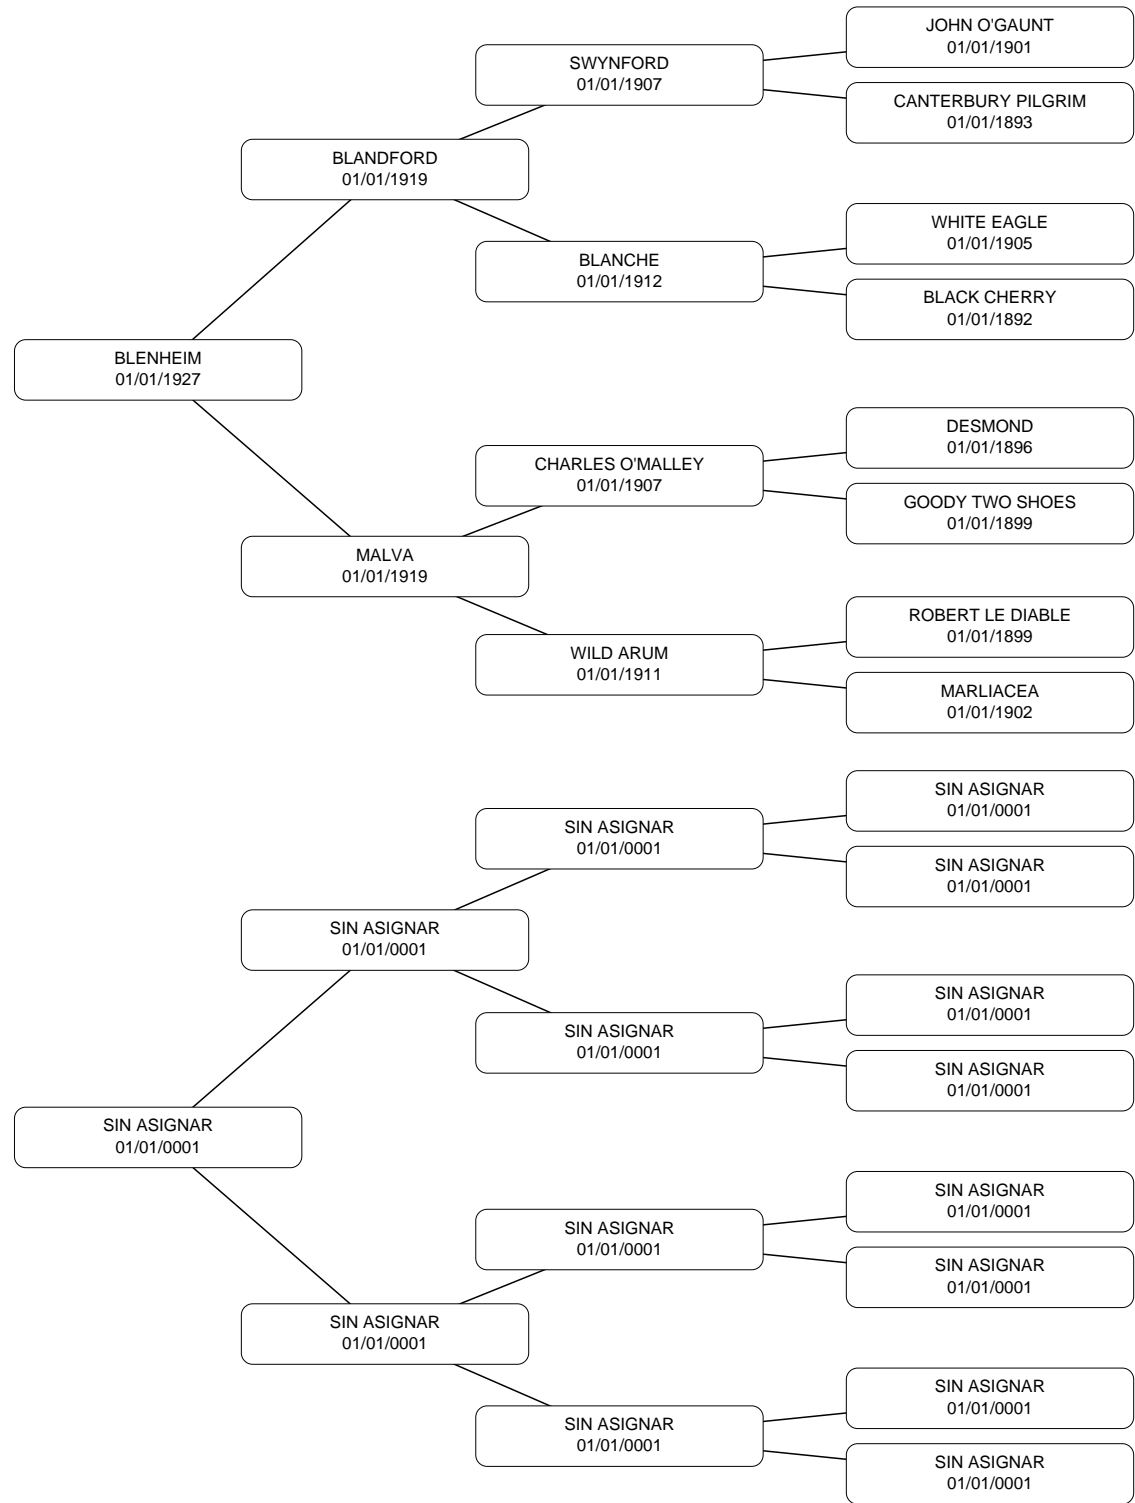 JOHN O'GAUNT
01/01/1901
SWYNFORD
01/01/1907
CANTERBURY PILGRIM
01/01/1893
BLANDFORD
01/01/1919
WHITE EAGLE
01/01/1905
BLANCHE
01/01/1912
BLACK CHERRY
01/01/1892
BLENHEIM
01/01/1927
DESMOND
01/01/1896
CHARLES O'MALLEY
01/01/1907
GOODY TWO SHOES
01/01/1899
MALVA
01/01/1919
ROBERT LE DIABLE
01/01/1899
WILD ARUM
01/01/1911
MARLIACEA
01/01/1902
SIN ASIGNAR
01/01/0001
SIN ASIGNAR
01/01/0001
SIN ASIGNAR
01/01/0001
SIN ASIGNAR
01/01/0001
SIN ASIGNAR
01/01/0001
SIN ASIGNAR
01/01/0001
SIN ASIGNAR
01/01/0001
SIN ASIGNAR
01/01/0001
SIN ASIGNAR
01/01/0001
SIN ASIGNAR
01/01/0001
SIN ASIGNAR
01/01/0001
SIN ASIGNAR
01/01/0001
SIN ASIGNAR
01/01/0001
SIN ASIGNAR
01/01/0001
SIN ASIGNAR
01/01/0001